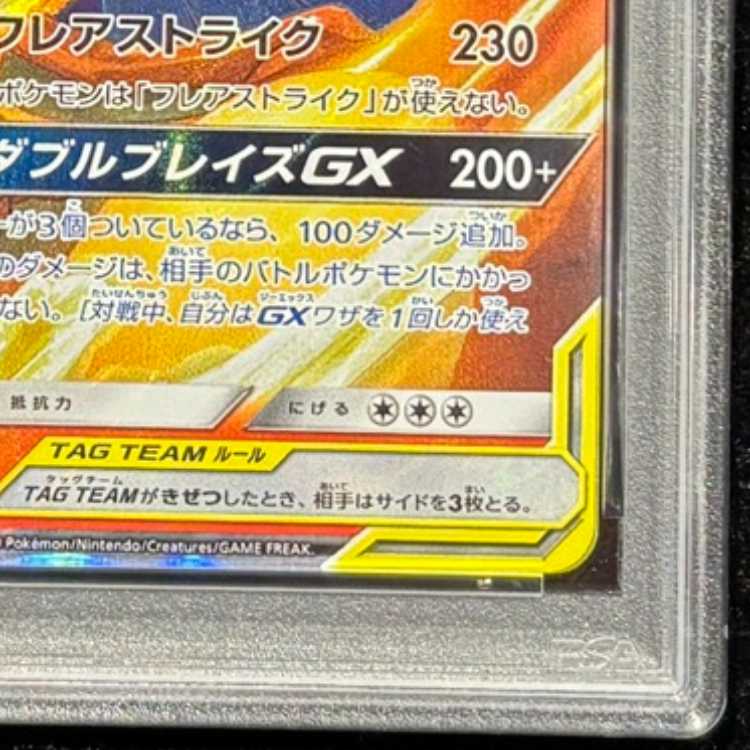 フレアストライク 230
ポケモンは「フレアストライク」が使えない。
ダブルブレイズGX 200+
ーが3個ついているなら、100ダメージ追加。
のダメージは、相手のバトルポケモンにかかっ
ない。[対戦中、自分はGXワザを1回しか使え
抵抗力 にげる
TAG TEAM ルール
TAG TEAMがきぜつしたとき、相手はサイドを3枚とる。
Pokémon/Nintendo/Creatures/GAME FREAK.
PSA